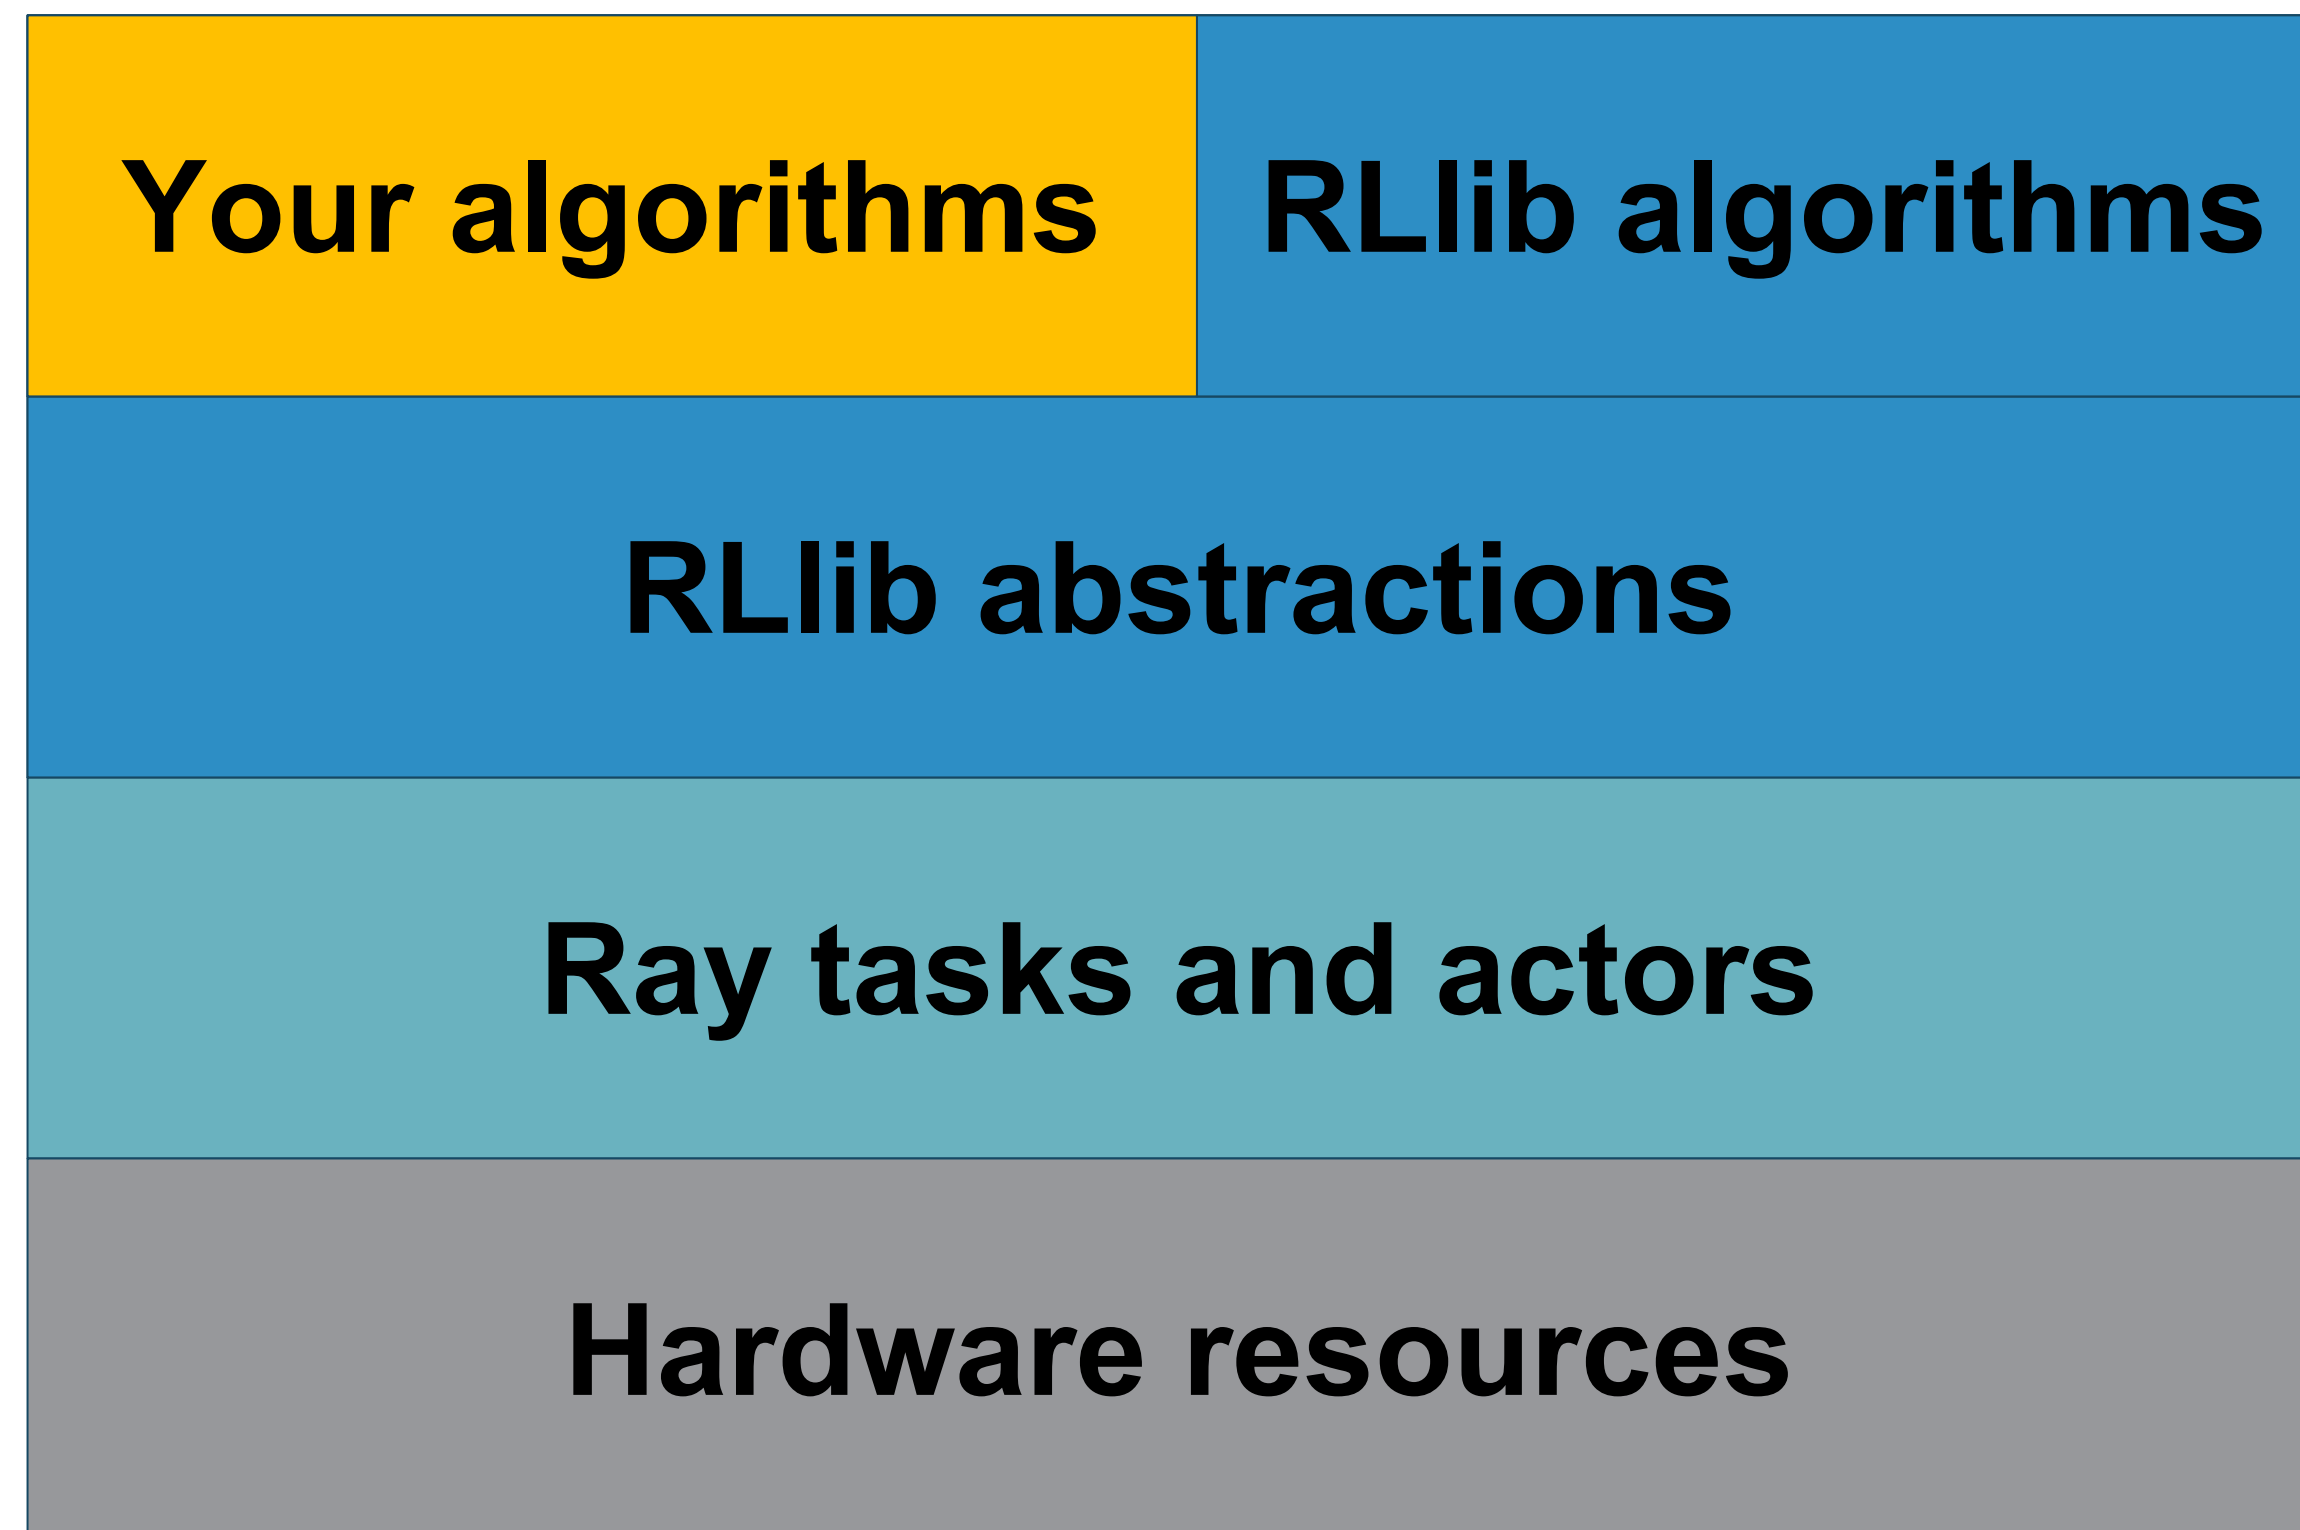 Your algorithms
RLlib algorithms
RLlib abstractions
Ray tasks and actors
Hardware resources